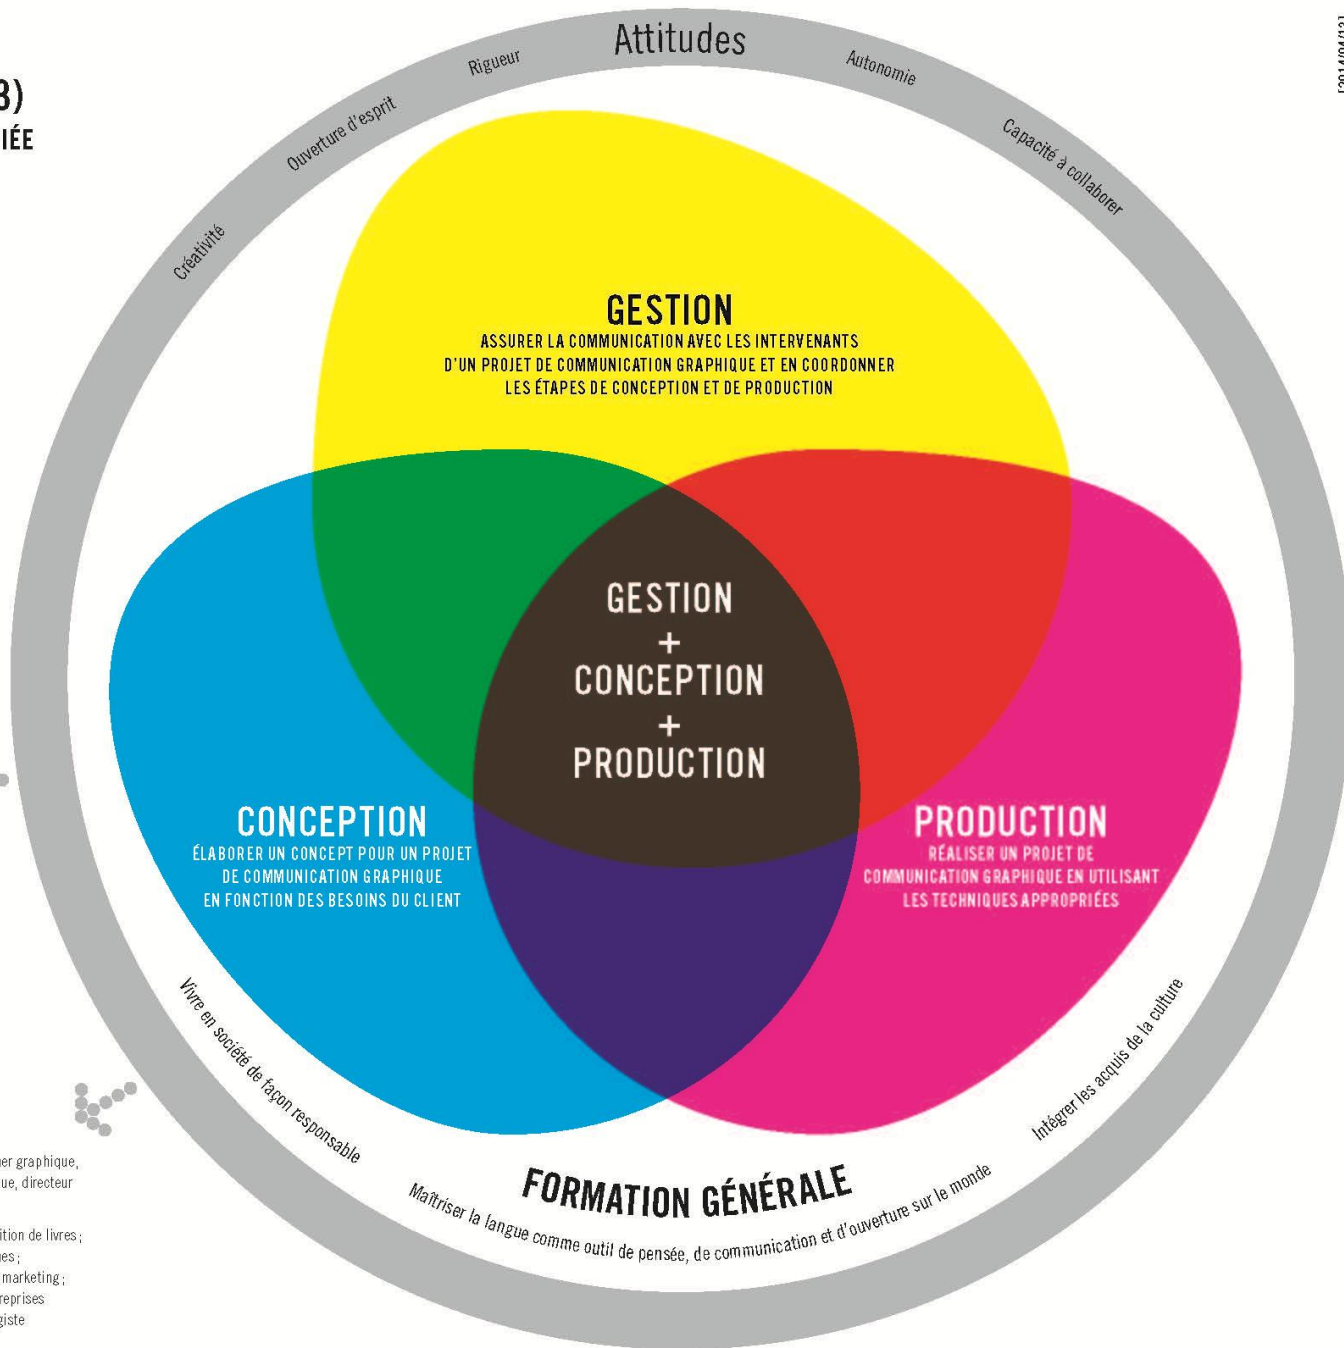 Attitudes
Créativité
Ouverture d'esprit
Rigueur
Autonomie
Capacité à collaborer
[2014/04/13]
3)
IÉE
GESTION
ASSURER LA COMMUNICATION AVEC LES INTERVENANTS
D'UN PROJET DE COMMUNICATION GRAPHIQUE ET EN COORDONNER
LES ÉTAPES DE CONCEPTION ET DE PRODUCTION
GESTION
+
CONCEPTION
+
PRODUCTION
CONCEPTION
ÉLABORER UN CONCEPT POUR UN PROJET
DE COMMUNICATION GRAPHIQUE
EN FONCTION DES BESOINS DU CLIENT
PRODUCTION
RÉALISER UN PROJET DE
COMMUNICATION GRAPHIQUE EN UTILISANT
LES TECHNIQUES APPROPRIÉES
Vivre en société de façon responsable
FORMATION GÉNÉRALE
Maîtriser la langue comme outil de pensée, de communication et d'ouverture sur le monde
Intégrer les acquis de la culture
er graphique,
ue, directeur
ition de livres ;
ues ;
marketing ;
reprises
giste